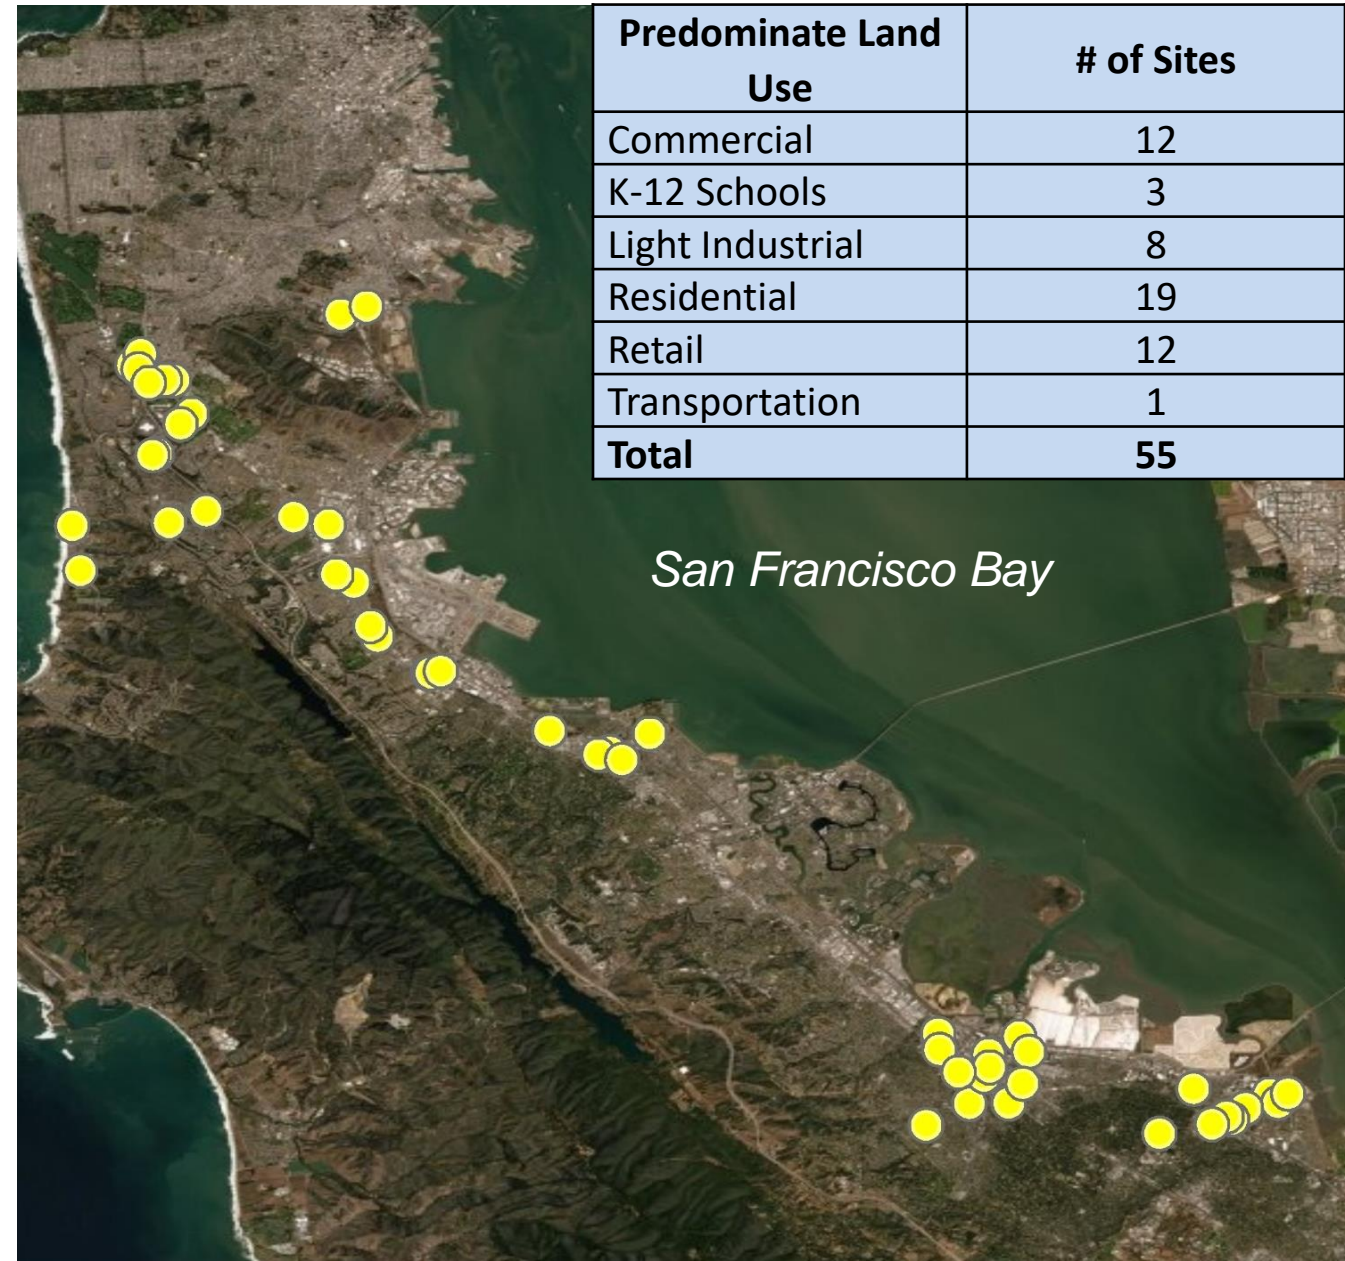 Predominate Land
Use
# of Sites
Commercial 12
K-12 Schools 3
Light Industrial 8
Residential 19
Retail 12
Transportation 1
Total 55
San Francisco Bay